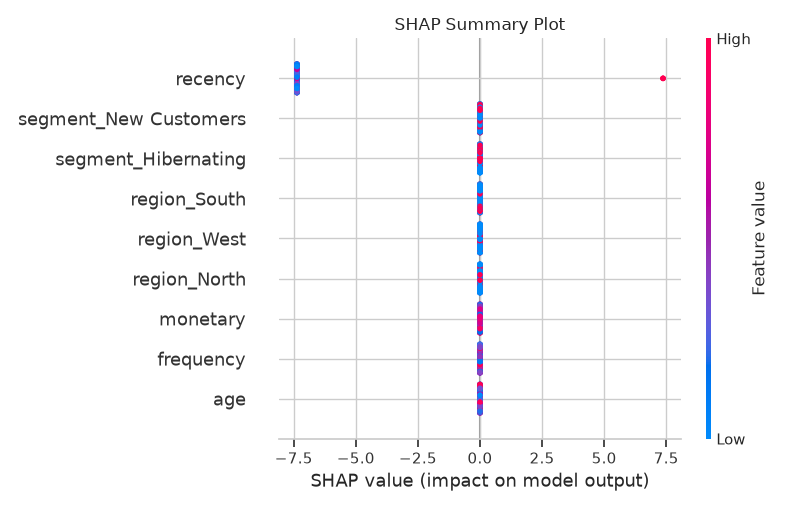 SHAP Summary Plot
High
recency
segment_New Customers
segment_Hibernating
region_South
region_West
region_North
monetary
frequency
age
Feature value
Low
−7.5 −5.0 −2.5 0.0 2.5 5.0 7.5
SHAP value (impact on model output)